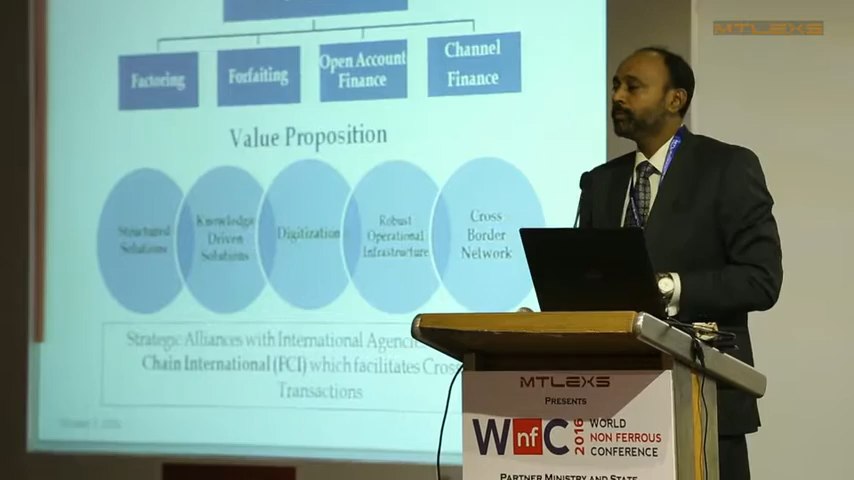 MTLEXS
Factoring
Forfaiting
Open Account
Finance
Channel
Finance
Value Proposition
Structured
Solutions
Knowledge
Driven
Solutions
Digitization
Robust
Operational
Infrastructure
Cross
Border
Network
Strategic Alliances with International
Chain International (FCI) which facilitates
Transactions
MTLEXS
PRESENTS
WnfC 2016 WORLD
NON FERROUS
CONFERENCE
PARTNER MINISTRY AND STATE